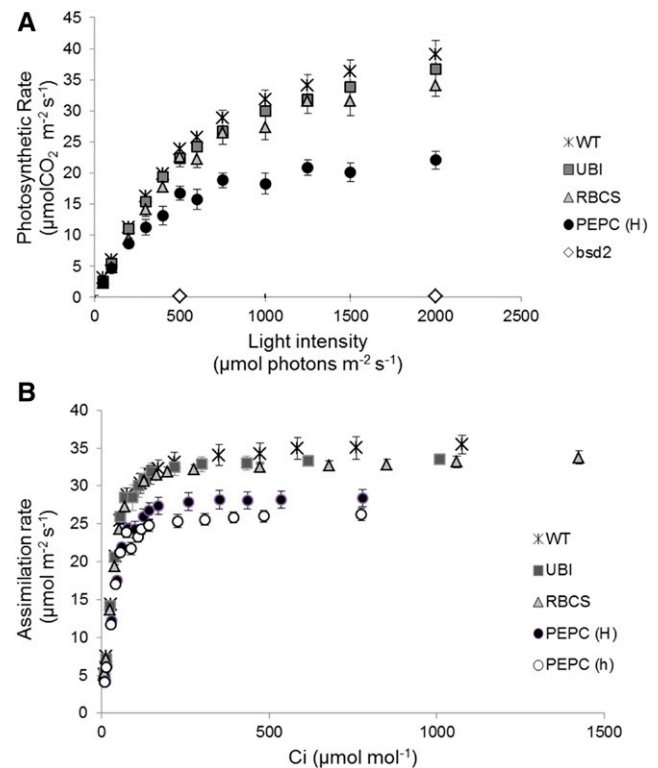 A
45
40
35
30
25
20
15
10
5
0
Photosynthetic Rate
(µmolCO₂ m⁻² s⁻¹)
0 500 1000 1500 2000 2500
Light intensity
(µmol photons m⁻² s⁻¹)
WT
UBI
RBCS
PEPC (H)
bsd2
B
40
35
30
25
20
15
10
5
0
Assimilation rate
(µmol m⁻² s⁻¹)
0 500 1000 1500
Ci (µmol mol⁻¹)
WT
UBI
RBCS
PEPC (H)
PEPC (h)